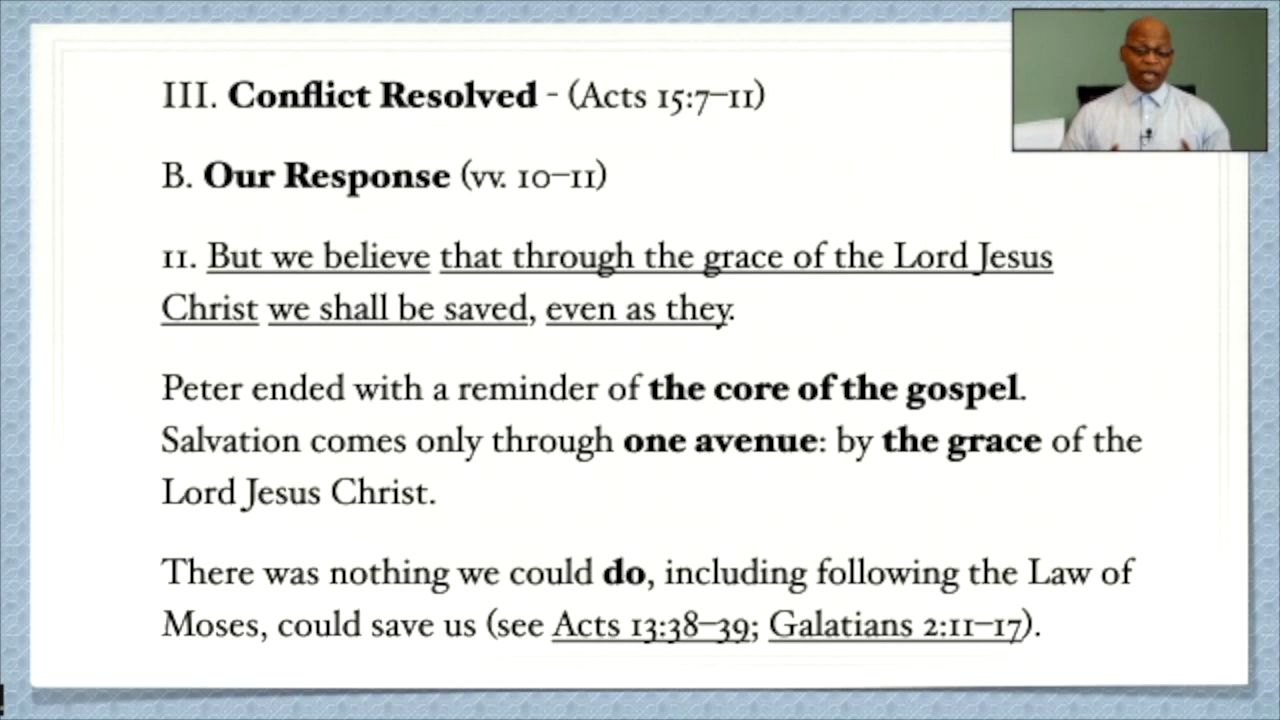 III. Conflict Resolved - (Acts 15:7–11)
B. Our Response (vv. 10–11)
11. But we believe that through the grace of the Lord Jesus
Christ we shall be saved, even as they.
Peter ended with a reminder of the core of the gospel.
Salvation comes only through one avenue: by the grace of the
Lord Jesus Christ.
There was nothing we could do, including following the Law of
Moses, could save us (see Acts 13:38–39; Galatians 2:11–17).